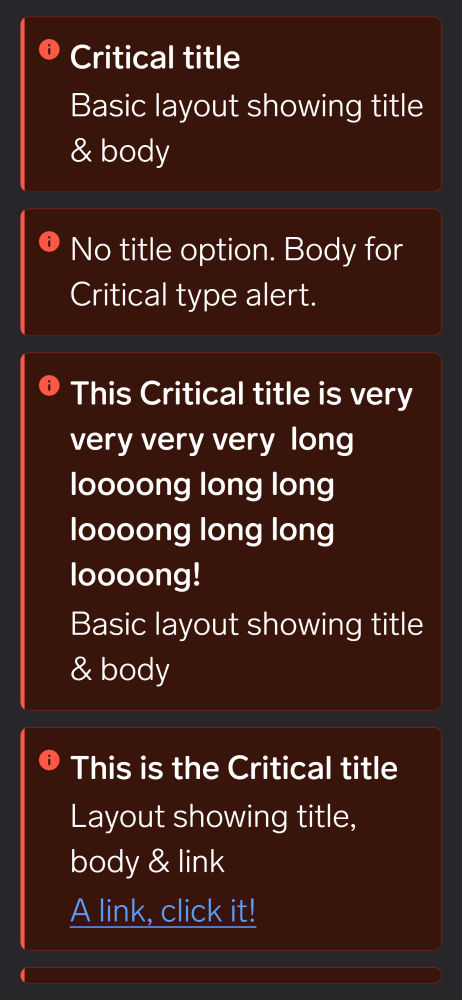 Critical title
Basic layout showing title
& body
No title option. Body for
Critical type alert.
This Critical title is very
very very very  long
loooong long long
loooong long long
loooong!
Basic layout showing title
& body
This is the Critical title
Layout showing title,
body & link
A link, click it!